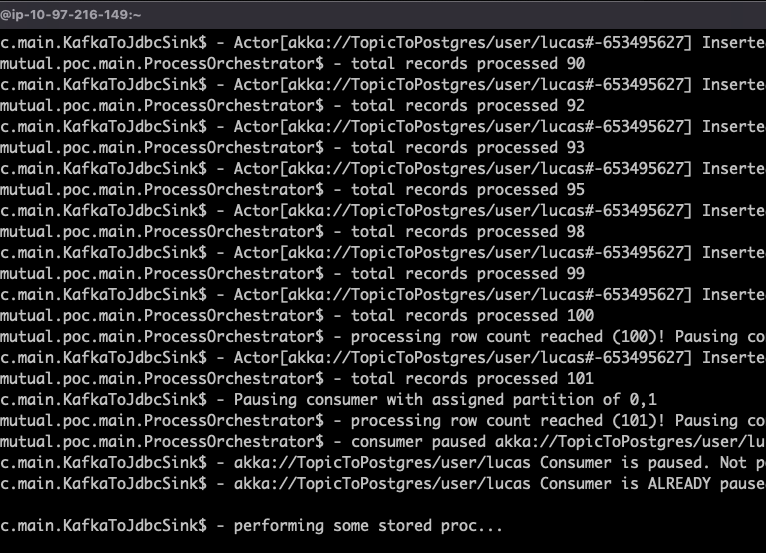 @ip-10-97-216-149:~
c.main.KafkaToJdbcSink$ - Actor[akka://TopicToPostgres/user/lucas#-653495627] Inserte
mutual.poc.main.ProcessOrchestrator$ - total records processed 90
c.main.KafkaToJdbcSink$ - Actor[akka://TopicToPostgres/user/lucas#-653495627] Inserte
mutual.poc.main.ProcessOrchestrator$ - total records processed 92
c.main.KafkaToJdbcSink$ - Actor[akka://TopicToPostgres/user/lucas#-653495627] Inserte
mutual.poc.main.ProcessOrchestrator$ - total records processed 93
c.main.KafkaToJdbcSink$ - Actor[akka://TopicToPostgres/user/lucas#-653495627] Inserte
mutual.poc.main.ProcessOrchestrator$ - total records processed 95
c.main.KafkaToJdbcSink$ - Actor[akka://TopicToPostgres/user/lucas#-653495627] Inserte
mutual.poc.main.ProcessOrchestrator$ - total records processed 98
c.main.KafkaToJdbcSink$ - Actor[akka://TopicToPostgres/user/lucas#-653495627] Inserte
mutual.poc.main.ProcessOrchestrator$ - total records processed 99
c.main.KafkaToJdbcSink$ - Actor[akka://TopicToPostgres/user/lucas#-653495627] Inserte
mutual.poc.main.ProcessOrchestrator$ - total records processed 100
mutual.poc.main.ProcessOrchestrator$ - processing row count reached (100)! Pausing co
c.main.KafkaToJdbcSink$ - Actor[akka://TopicToPostgres/user/lucas#-653495627] Inserte
mutual.poc.main.ProcessOrchestrator$ - total records processed 101
c.main.KafkaToJdbcSink$ - Pausing consumer with assigned partition of 0,1
mutual.poc.main.ProcessOrchestrator$ - processing row count reached (101)! Pausing co
mutual.poc.main.ProcessOrchestrator$ - consumer paused akka://TopicToPostgres/user/lu
c.main.KafkaToJdbcSink$ - akka://TopicToPostgres/user/lucas Consumer is paused. Not p
c.main.KafkaToJdbcSink$ - akka://TopicToPostgres/user/lucas Consumer is ALREADY pause
c.main.KafkaToJdbcSink$ - performing some stored proc...